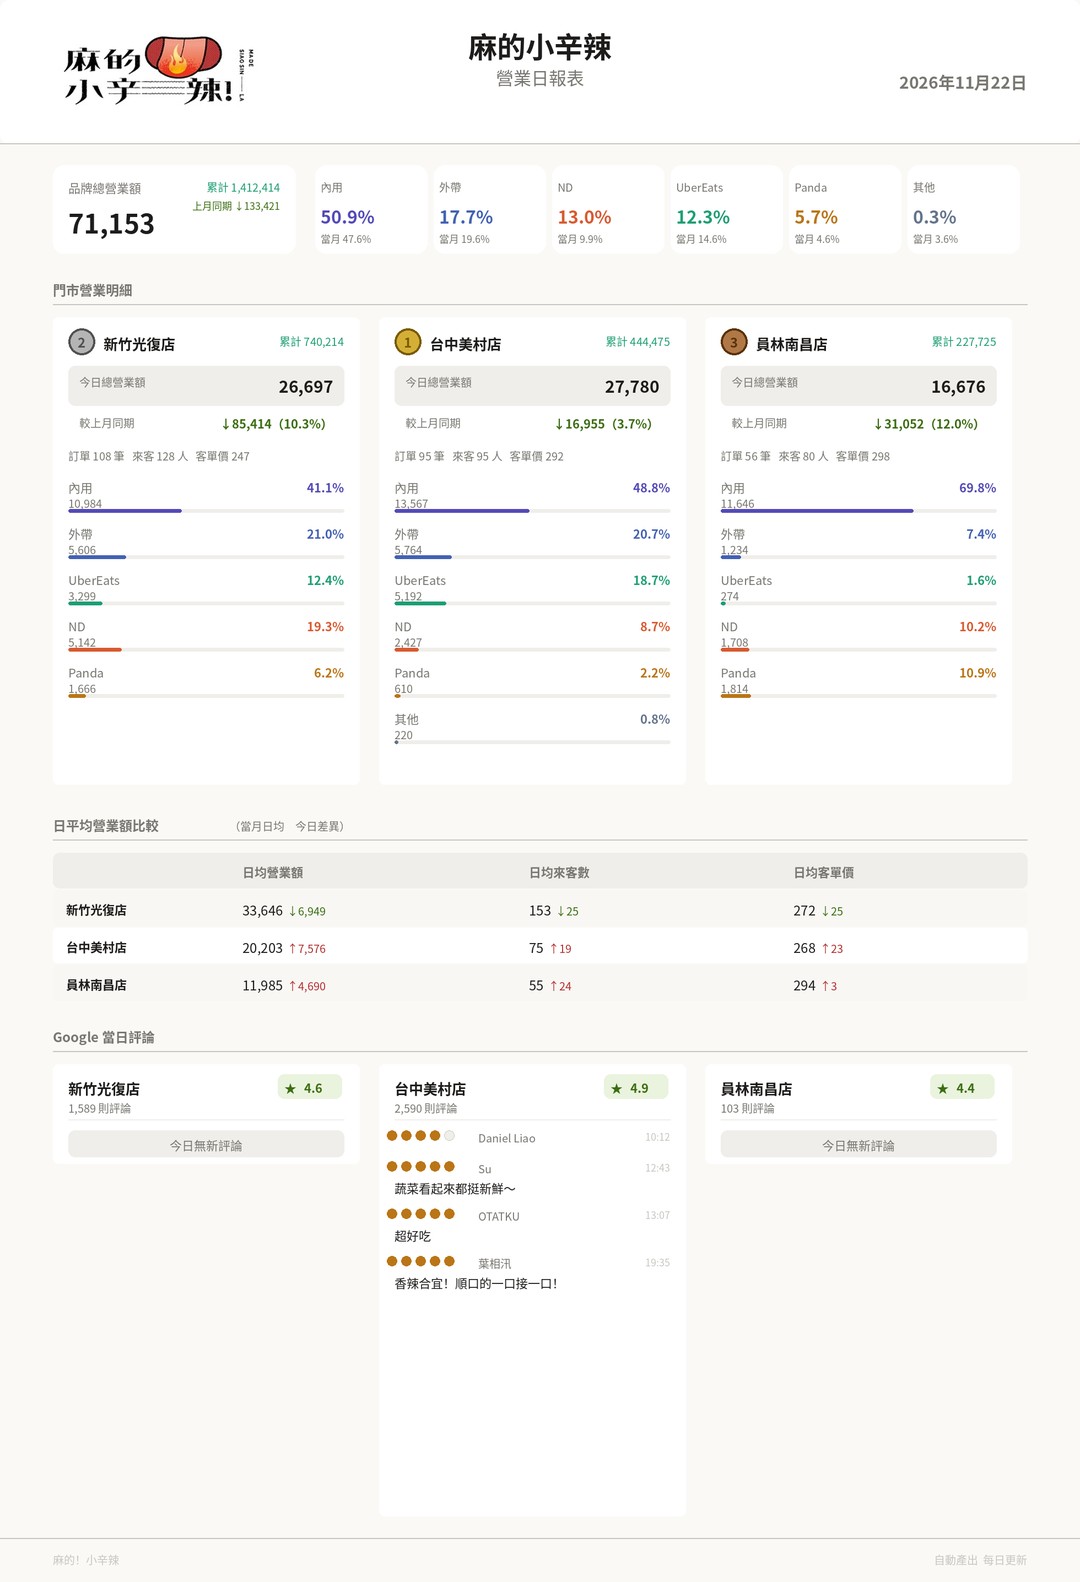 麻的
小辛辣!
MADE
SIAO SIN LA
麻的小辛辣
營業日報表
2026年11月22日
品牌總營業額
累計 1,412,414
上月同期 ↓133,421
71,153
內用
50.9%
當月 47.6%
外帶
17.7%
當月 19.6%
ND
13.0%
當月 9.9%
UberEats
12.3%
當月 14.6%
Panda
5.7%
當月 4.6%
其他
0.3%
當月 3.6%
門市營業明細
2 新竹光復店 累計 740,214
今日總營業額 26,697
較上月同期 ↓85,414（10.3%）
訂單 108 筆 來客 128 人 客單價 247
內用 41.1%
10,984
外帶 21.0%
5,606
UberEats 12.4%
3,299
ND 19.3%
5,142
Panda 6.2%
1,666
1 台中美村店 累計 444,475
今日總營業額 27,780
較上月同期 ↓16,955（3.7%）
訂單 95 筆 來客 95 人 客單價 292
內用 48.8%
13,567
外帶 20.7%
5,764
UberEats 18.7%
5,192
ND 8.7%
2,427
Panda 2.2%
610
其他 0.8%
220
3 員林南昌店 累計 227,725
今日總營業額 16,676
較上月同期 ↓31,052（12.0%）
訂單 56 筆 來客 80 人 客單價 298
內用 69.8%
11,646
外帶 7.4%
1,234
UberEats 1.6%
274
ND 10.2%
1,708
Panda 10.9%
1,814
日平均營業額比較 （當月日均 今日差異）
日均營業額 日均來客數 日均客單價
新竹光復店 33,646 ↓6,949 153 ↓25 272 ↓25
台中美村店 20,203 ↑7,576 75 ↑19 268 ↑23
員林南昌店 11,985 ↑4,690 55 ↑24 294 ↑3
Google 當日評論
新竹光復店 ★ 4.6
1,589 則評論
今日無新評論
台中美村店 ★ 4.9
2,590 則評論
Daniel Liao 10:12
Su 12:43
蔬菜看起來都挺新鮮～
OTATKU 13:07
超好吃
葉相汛 19:35
香辣合宜！順口的一口接一口！
員林南昌店 ★ 4.4
103 則評論
今日無新評論
麻的！小辛辣
自動產出 每日更新